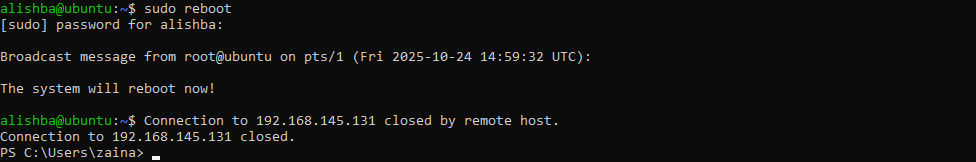 alishba@ubuntu:~$ sudo reboot
[sudo] password for alishba:
Broadcast message from root@ubuntu on pts/1 (Fri 2025-10-24 14:59:32 UTC):
The system will reboot now!
alishba@ubuntu:~$ Connection to 192.168.145.131 closed by remote host.
Connection to 192.168.145.131 closed.
PS C:\Users\zaina>